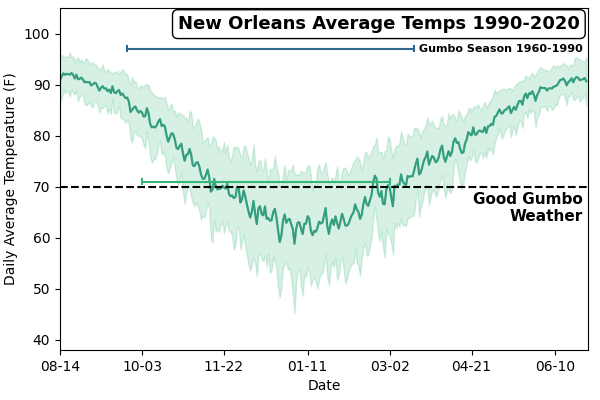 New Orleans Average Temps 1990-2020
Gumbo Season 1960-1990
Good Gumbo
Weather
Daily Average Temperature (F)
100
90
80
70
60
50
40
08-14 10-03 11-22 01-11 03-02 04-21 06-10
Date